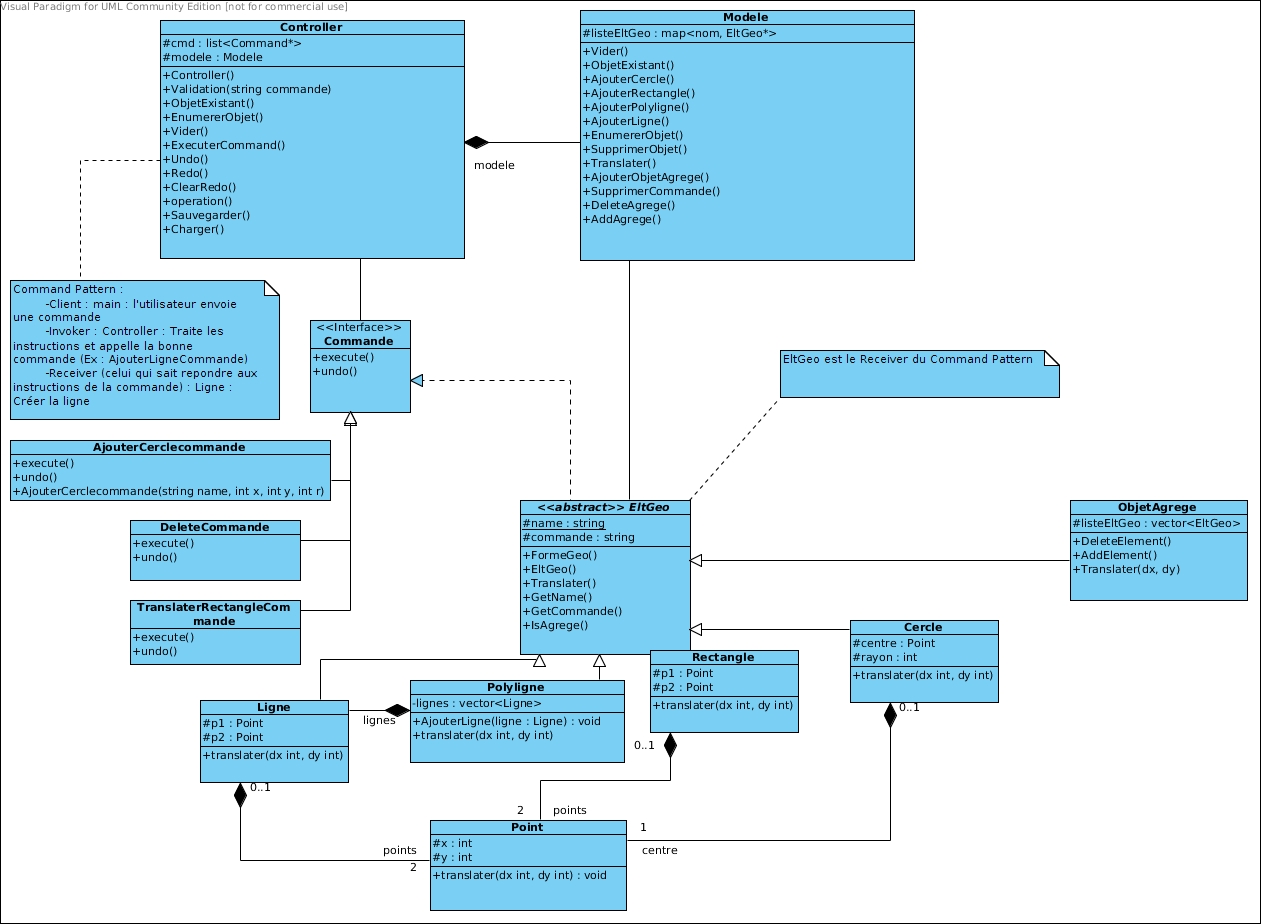 Visual Paradigm for UML Community Edition [not for commercial use]
Controller
#cmd : list<Command*>
#modele : Modele
+Controller()
+Validation(string commande)
+ObjetExistant()
+EnumererObjet()
+Vider()
+ExecuterCommand()
+Undo()
+Redo()
+ClearRedo()
+operation()
+Sauvegarder()
+Charger()
modele
Modele
#listeEltGeo : map<nom, EltGeo*>
+Vider()
+ObjetExistant()
+AjouterCercle()
+AjouterRectangle()
+AjouterPolyligne()
+AjouterLigne()
+EnumererObjet()
+SupprimerObjet()
+Translater()
+AjouterObjetAgrege()
+SupprimerCommande()
+DeleteAgrege()
+AddAgrege()
Command Pattern :
-Client : main : l'utilisateur envoie
une commande
-Invoker : Controller : Traite les
instructions et appelle la bonne
commande (Ex : AjouterLigneCommande)
-Receiver (celui qui sait repondre aux
instructions de la commande) : Ligne :
Créer la ligne
<<Interface>>
Commande
+execute()
+undo()
EltGeo est le Receiver du Command Pattern
AjouterCerclecommande
+execute()
+undo()
+AjouterCerclecommande(string name, int x, int y, int r)
DeleteCommande
+execute()
+undo()
TranslaterRectangleCom
mande
+execute()
+undo()
<<abstract>> EltGeo
#name : string
#commande : string
+FormeGeo()
+EltGeo()
+Translater()
+GetName()
+GetCommande()
+IsAgrege()
ObjetAgrege
#listeEltGeo : vector<EltGeo>
+DeleteElement()
+AddElement()
+Translater(dx, dy)
Cercle
#centre : Point
#rayon : int
+translater(dx int, dy int)
0..1
Rectangle
#p1 : Point
#p2 : Point
+translater(dx int, dy int)
0..1
Polyligne
-lignes : vector<Ligne>
+AjouterLigne(ligne : Ligne) : void
+translater(dx int, dy int)
lignes
Ligne
#p1 : Point
#p2 : Point
+translater(dx int, dy int)
0..1
2
points
1
centre
points
2
Point
#x : int
#y : int
+translater(dx int, dy int) : void